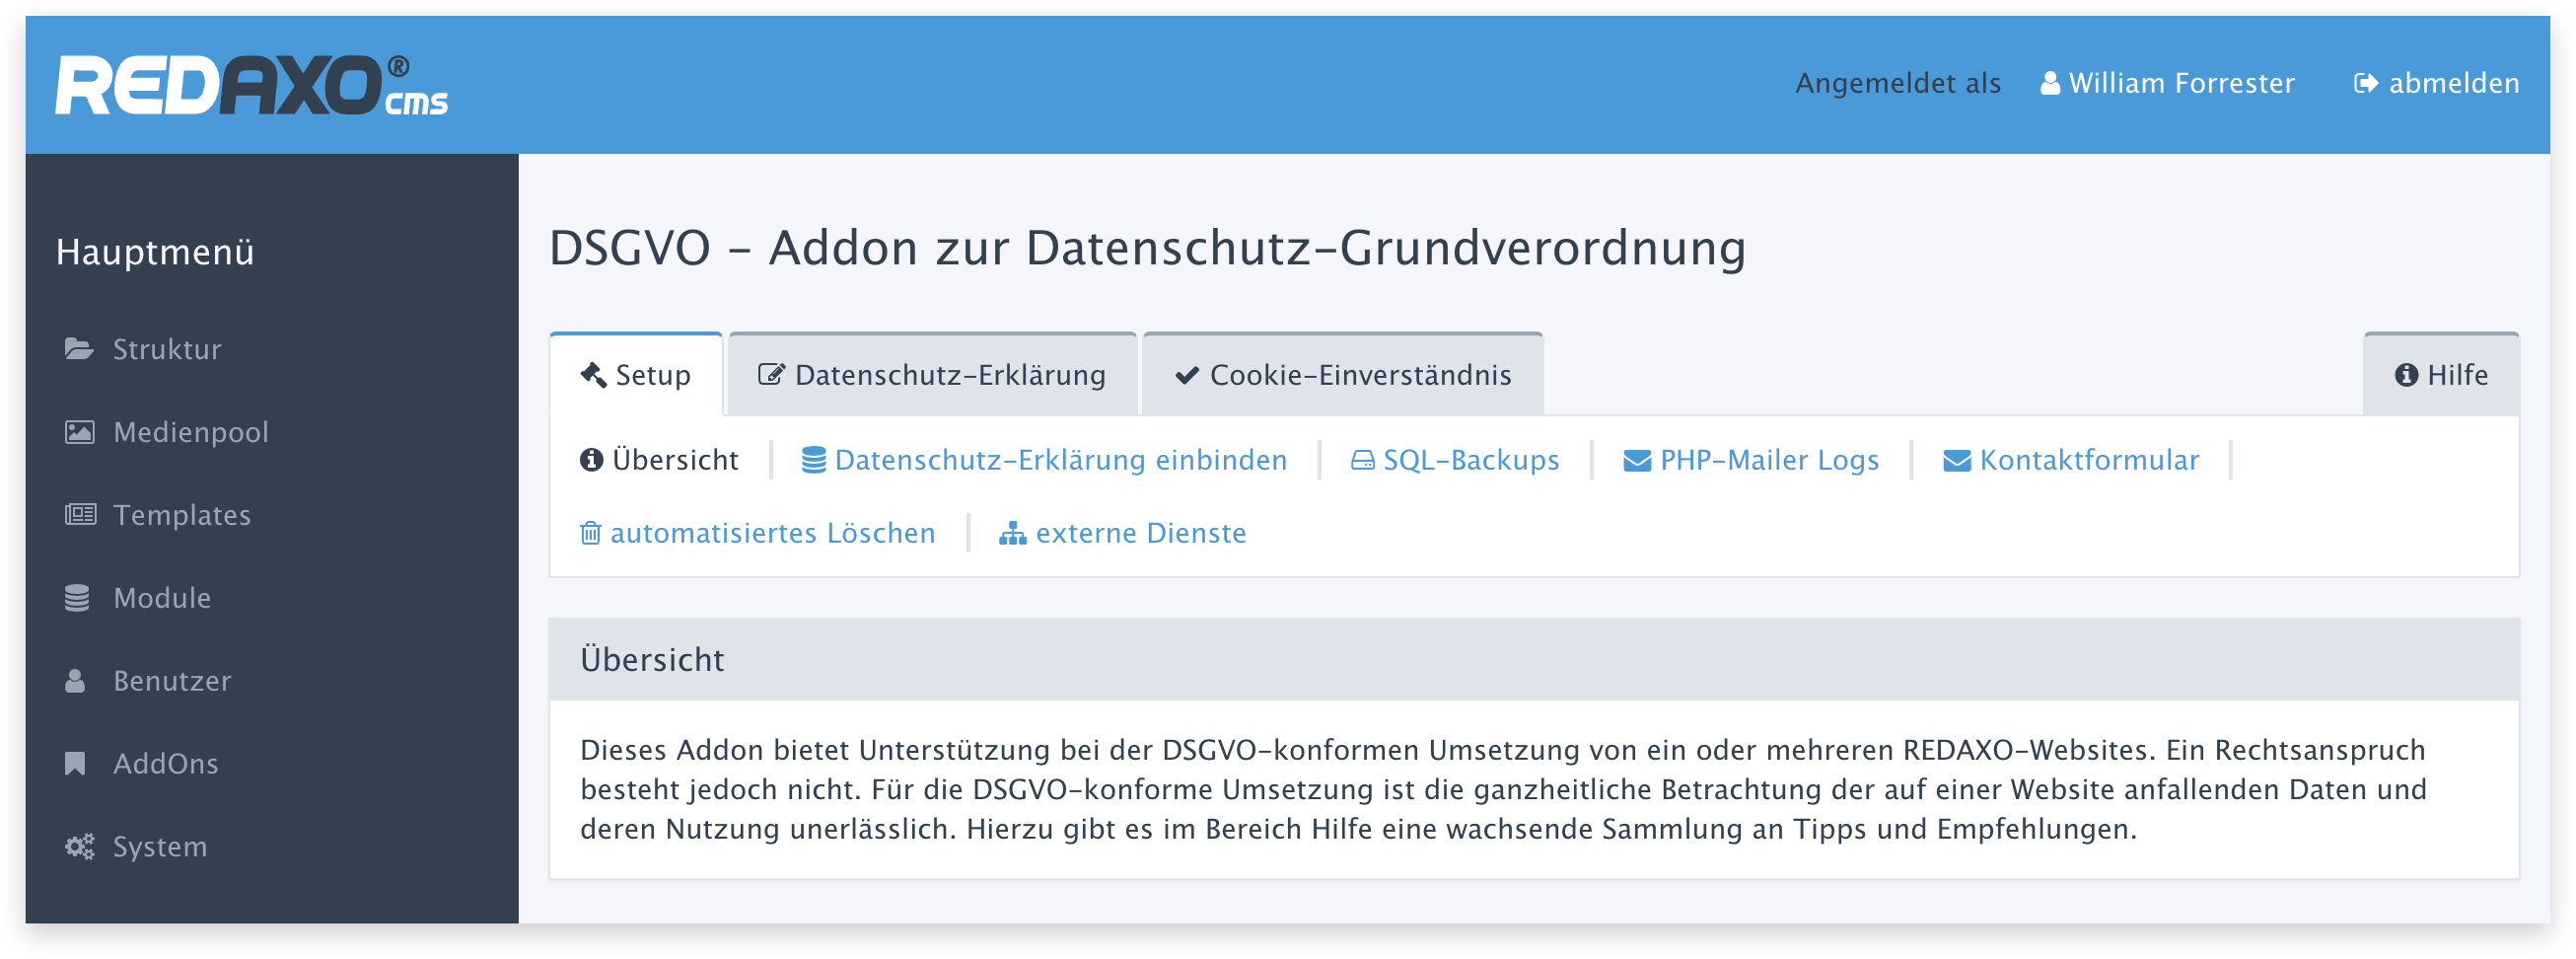 REDAXO® cms
Angemeldet als William Forrester abmelden
Hauptmenü
Struktur
Medienpool
Templates
Module
Benutzer
AddOns
System
DSGVO – Addon zur Datenschutz-Grundverordnung
Setup Datenschutz-Erklärung Cookie-Einverständnis Hilfe
Übersicht Datenschutz-Erklärung einbinden SQL-Backups PHP-Mailer Logs Kontaktformular
automatisiertes Löschen externe Dienste
Übersicht
Dieses Addon bietet Unterstützung bei der DSGVO-konformen Umsetzung von ein oder mehreren REDAXO-Websites. Ein Rechtsanspruch
besteht jedoch nicht. Für die DSGVO-konforme Umsetzung ist die ganzheitliche Betrachtung der auf einer Website anfallenden Daten und
deren Nutzung unerlässlich. Hierzu gibt es im Bereich Hilfe eine wachsende Sammlung an Tipps und Empfehlungen.